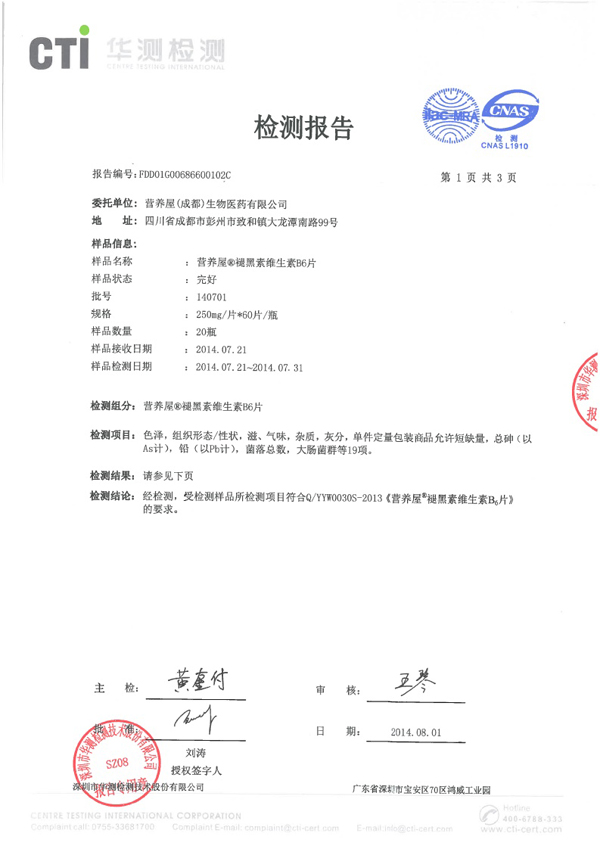 CTI 华测检测
CENTRE TESTING INTERNATIONAL
ilac-MRA
CNAS
检 测
CNAS L1910
检测报告
报告编号:FDD01G00686600102C
第 1 页 共 3 页
委托单位: 营养屋(成都)生物医药有限公司
地 址: 四川省成都市彭州市致和镇大龙潭南路99号
样品信息:
样品名称 : 营养屋®褪黑素维生素B6片
样品状态 : 完好
批号 : 140701
规格 : 250mg/片*60片/瓶
样品数量 : 20瓶
样品接收日期 : 2014.07.21
样品检测日期 : 2014.07.21~2014.07.31
检测组分: 营养屋®褪黑素维生素B6片
检测项目: 色泽, 组织形态/性状, 滋、气味, 杂质, 灰分, 单件定量包装商品允许短缺量, 总砷(以
As计), 铅(以Pb计), 菌落总数, 大肠菌群等19项。
检测结果: 请参见下页
检测结论: 经检测, 受检测样品所检测项目符合Q/YYW0030S-2013《营养屋®褪黑素维生素B₆片》
的要求。
主 检:
审 核: 王琴
批 准:
日 期: 2014.08.01
刘涛
授权签字人
深圳市华测检测技术股份有限公司
SZ08
报告专用章
深圳市华测检测技术股份有限公司
广东省深圳市宝安区70区鸿威工业园
CENTRE TESTING INTERNATIONAL CORPORATION
Complaint call: 0755-33681700 Complaint E-mail: complaint@cti-cert.com E-mail:info@cti-cert.com
Hotline
400-6788-333
www.cti-cert.com